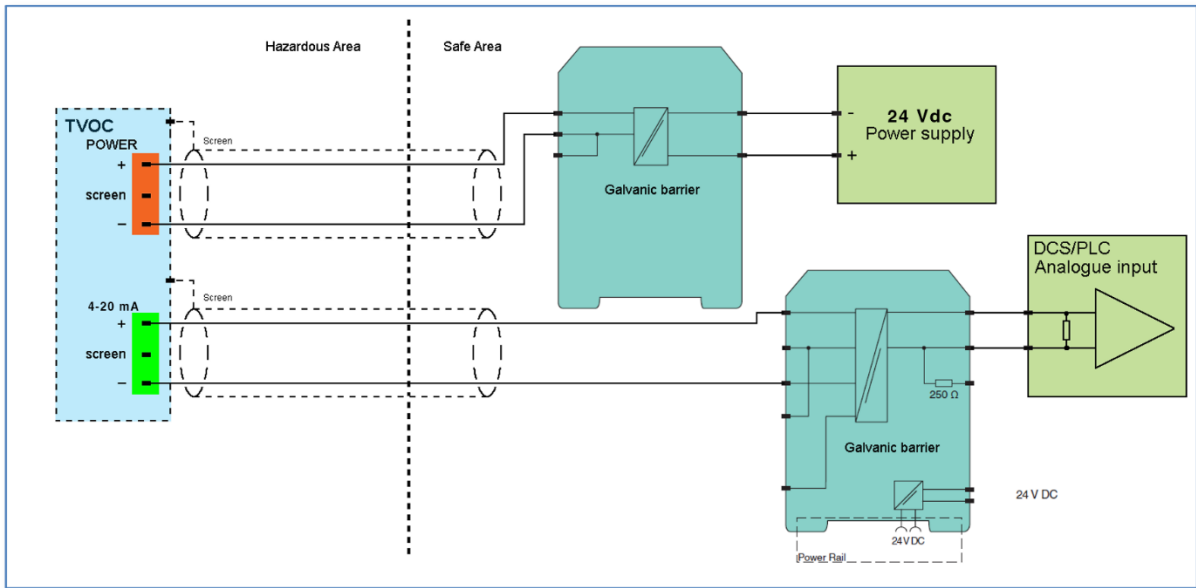 Hazardous Area
Safe Area
TVOC
POWER
+
screen
–
Screen
Galvanic barrier
-
+
24 Vdc
Power supply
4-20 mA
+
screen
–
Screen
DCS/PLC
Analogue input
250 Ω
Galvanic barrier
24 V DC
24V DC
Power Rail